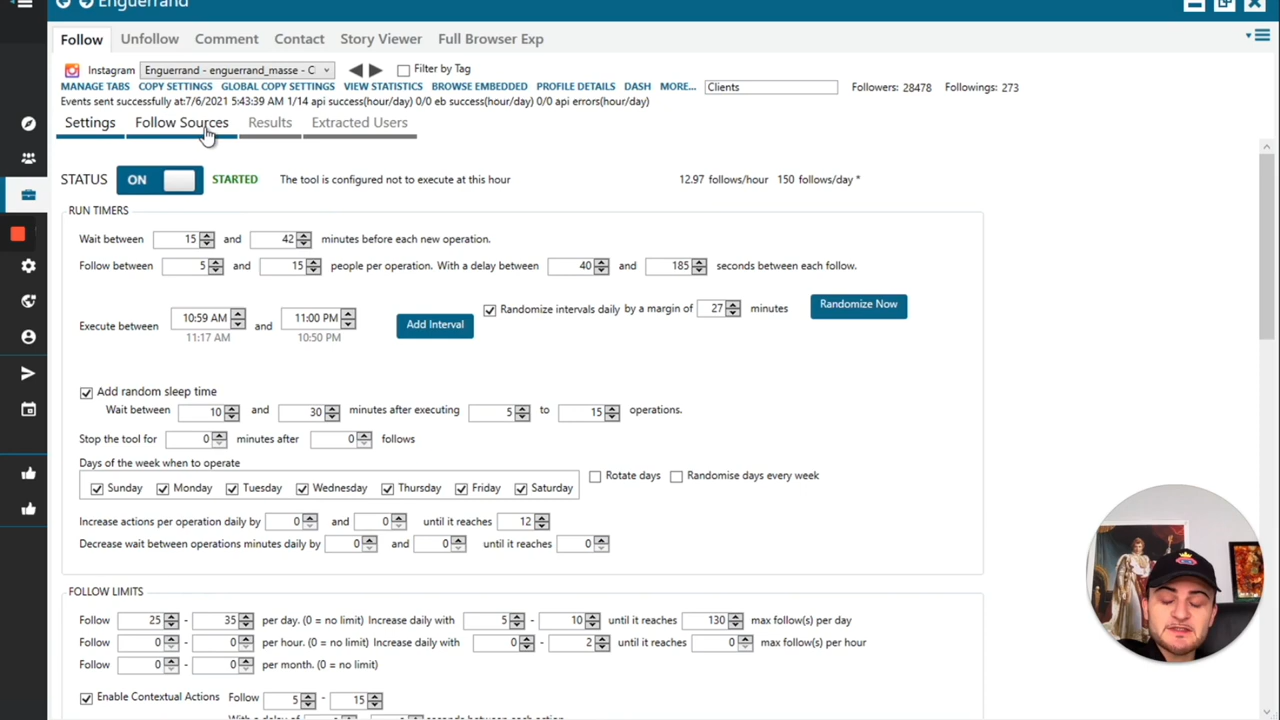 Enguerrand
Follow Unfollow Comment Contact Story Viewer Full Browser Exp
Instagram Enguerrand - enguerrand_masse - C Filter by Tag
MANAGE TABS COPY SETTINGS GLOBAL COPY SETTINGS VIEW STATISTICS BROWSE EMBEDDED PROFILE DETAILS DASH MORE... Clients Followers: 28478 Followings: 273
Events sent successfully at:7/6/2021 5:43:39 AM 1/14 api success(hour/day) 0/0 eb success(hour/day) 0/0 api errors(hour/day)
Settings Follow Sources Results Extracted Users
STATUS ON STARTED The tool is configured not to execute at this hour 12.97 follows/hour 150 follows/day *
RUN TIMERS
Wait between 15 and 42 minutes before each new operation.
Follow between 5 and 15 people per operation. With a delay between 40 and 185 seconds between each follow.
Execute between 10:59 AM and 11:00 PM Add Interval Randomize intervals daily by a margin of 27 minutes Randomize Now
11:17 AM 10:50 PM
Add random sleep time
Wait between 10 and 30 minutes after executing 5 to 15 operations.
Stop the tool for 0 minutes after 0 follows
Days of the week when to operate
Sunday Monday Tuesday Wednesday Thursday Friday Saturday Rotate days Randomise days every week
Increase actions per operation daily by 0 and 0 until it reaches 12
Decrease wait between operations minutes daily by 0 and 0 until it reaches 0
FOLLOW LIMITS
Follow 25 - 35 per day. (0 = no limit) Increase daily with 5 - 10 until it reaches 130 max follow(s) per day
Follow 0 - 0 per hour. (0 = no limit) Increase daily with 0 - 2 until it reaches 0 max follow(s) per hour
Follow 0 - 0 per month. (0 = no limit)
Enable Contextual Actions Follow 5 - 15
With a delay of seconds between each action